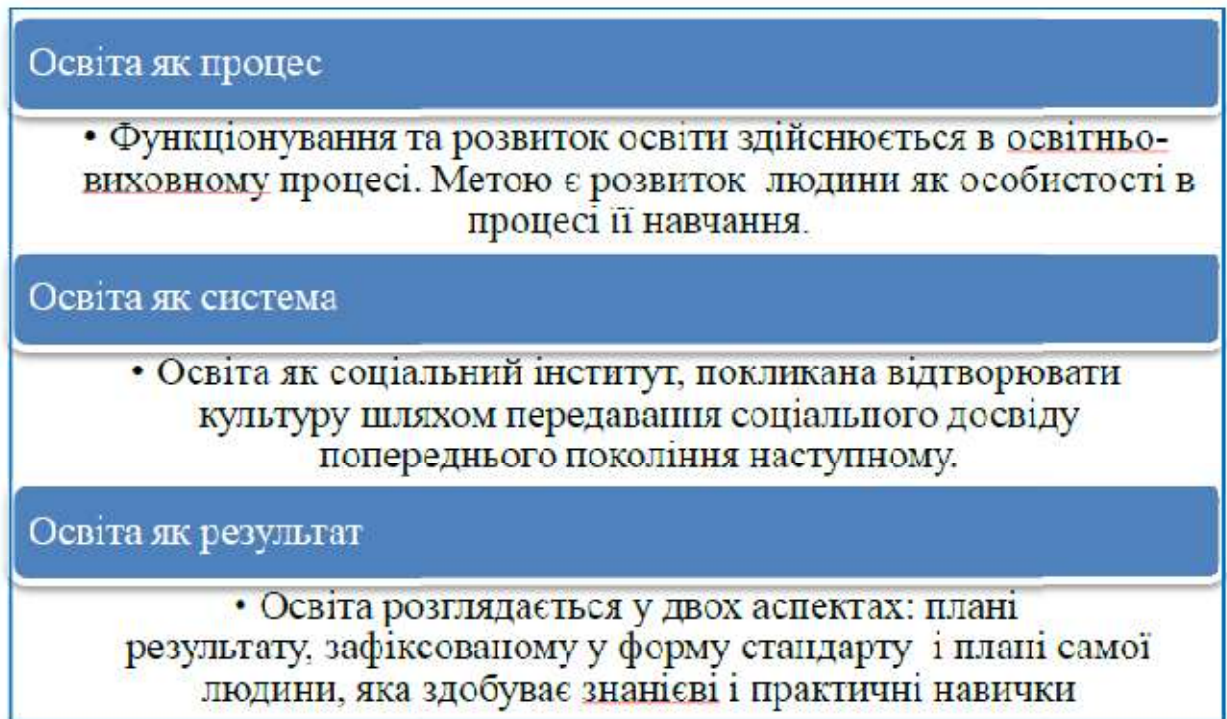 Освіта як процес
• Функціонування та розвиток освіти здійснюється в освітньо-
виховному процесі. Метою є розвиток людини як особистості в
процесі її навчання.
Освіта як система
• Освіта як соціальний інститут, покликана відтворювати
культуру шляхом передавання соціального досвіду
попереднього покоління наступному.
Освіта як результат
• Освіта розглядається у двох аспектах: плані
результату, зафіксованому у форму стандарту і плані самої
людини, яка здобуває знанієві і практичні навички